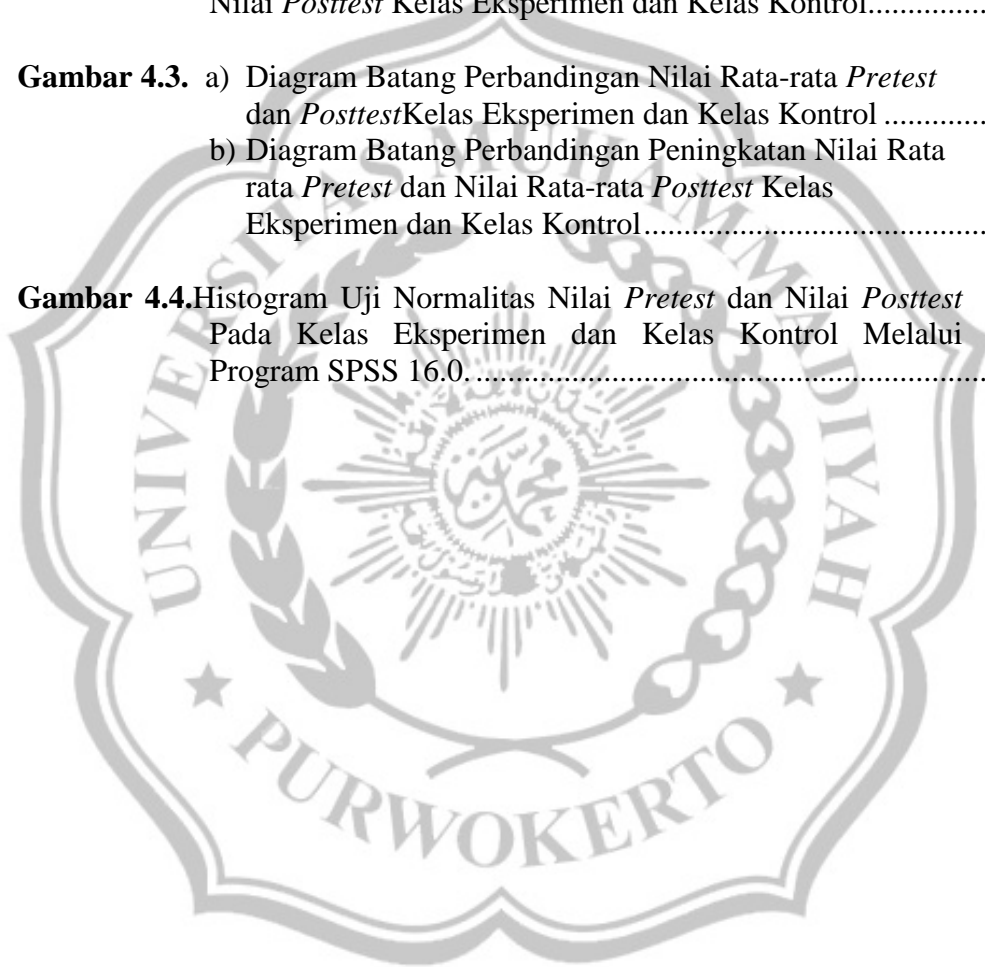 Nilai Posttest Kelas Eksperimen dan Kelas Kontrol...............
Gambar 4.3. a) Diagram Batang Perbandingan Nilai Rata-rata Pretest
dan PosttestKelas Eksperimen dan Kelas Kontrol .............
b) Diagram Batang Perbandingan Peningkatan Nilai Rata
rata Pretest dan Nilai Rata-rata Posttest Kelas
Eksperimen dan Kelas Kontrol............................................
Gambar 4.4.Histogram Uji Normalitas Nilai Pretest dan Nilai Posttest
Pada Kelas Eksperimen dan Kelas Kontrol Melalui
Program SPSS 16.0. ..................................................................
UNIVERSITAS MUHAMMADIYAH
PURWOKERTO